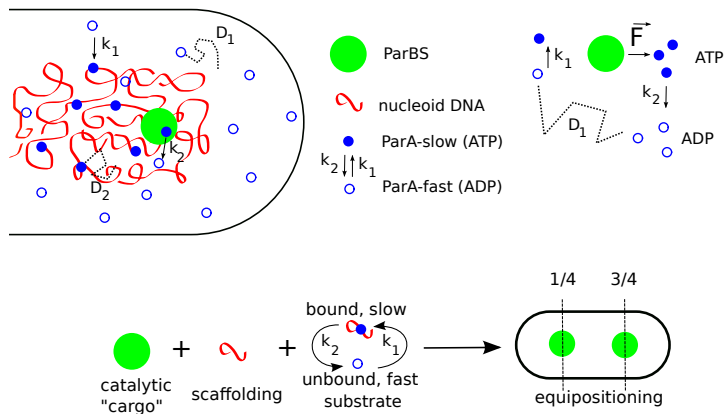 k1
D1
k2
D2
ParBS
nucleoid DNA
ParA-slow (ATP)
k2 k1
ParA-fast (ADP)
F
k1
ATP
k2
D1
ADP
1/4 3/4
bound, slow
+ + k2 k1
unbound, fast
substrate
catalytic
"cargo"
scaffolding
equipositioning